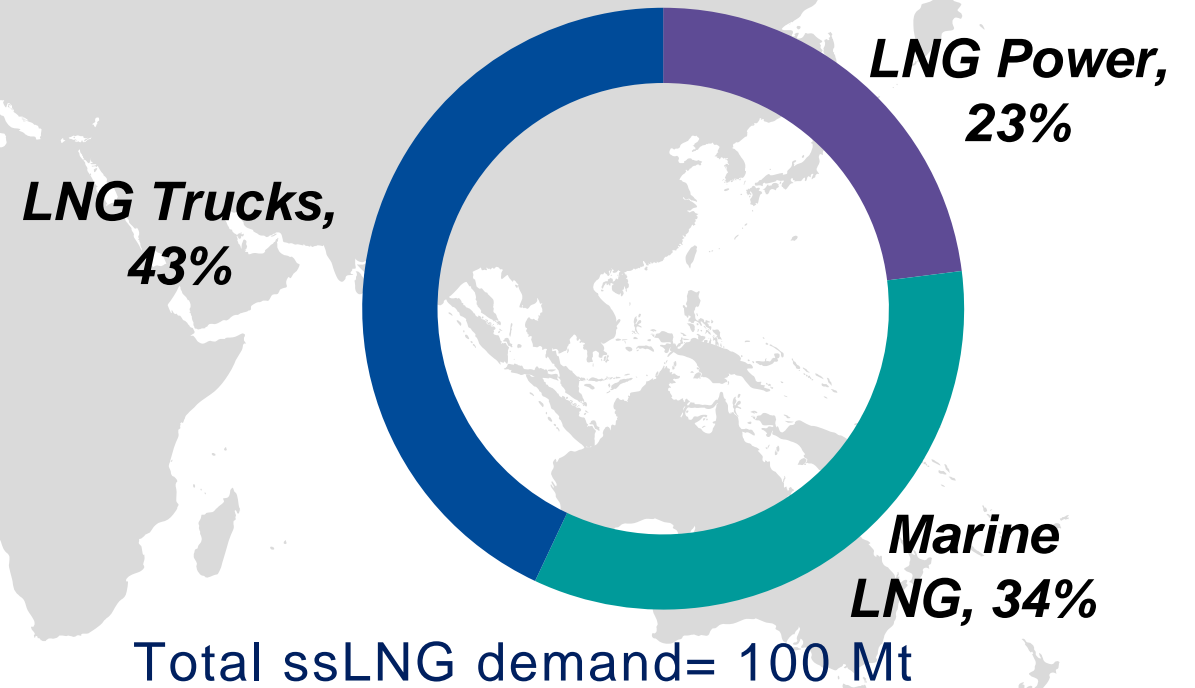 LNG Power,
23%
LNG Trucks,
43%
Marine
LNG, 34%
Total ssLNG demand= 100 Mt